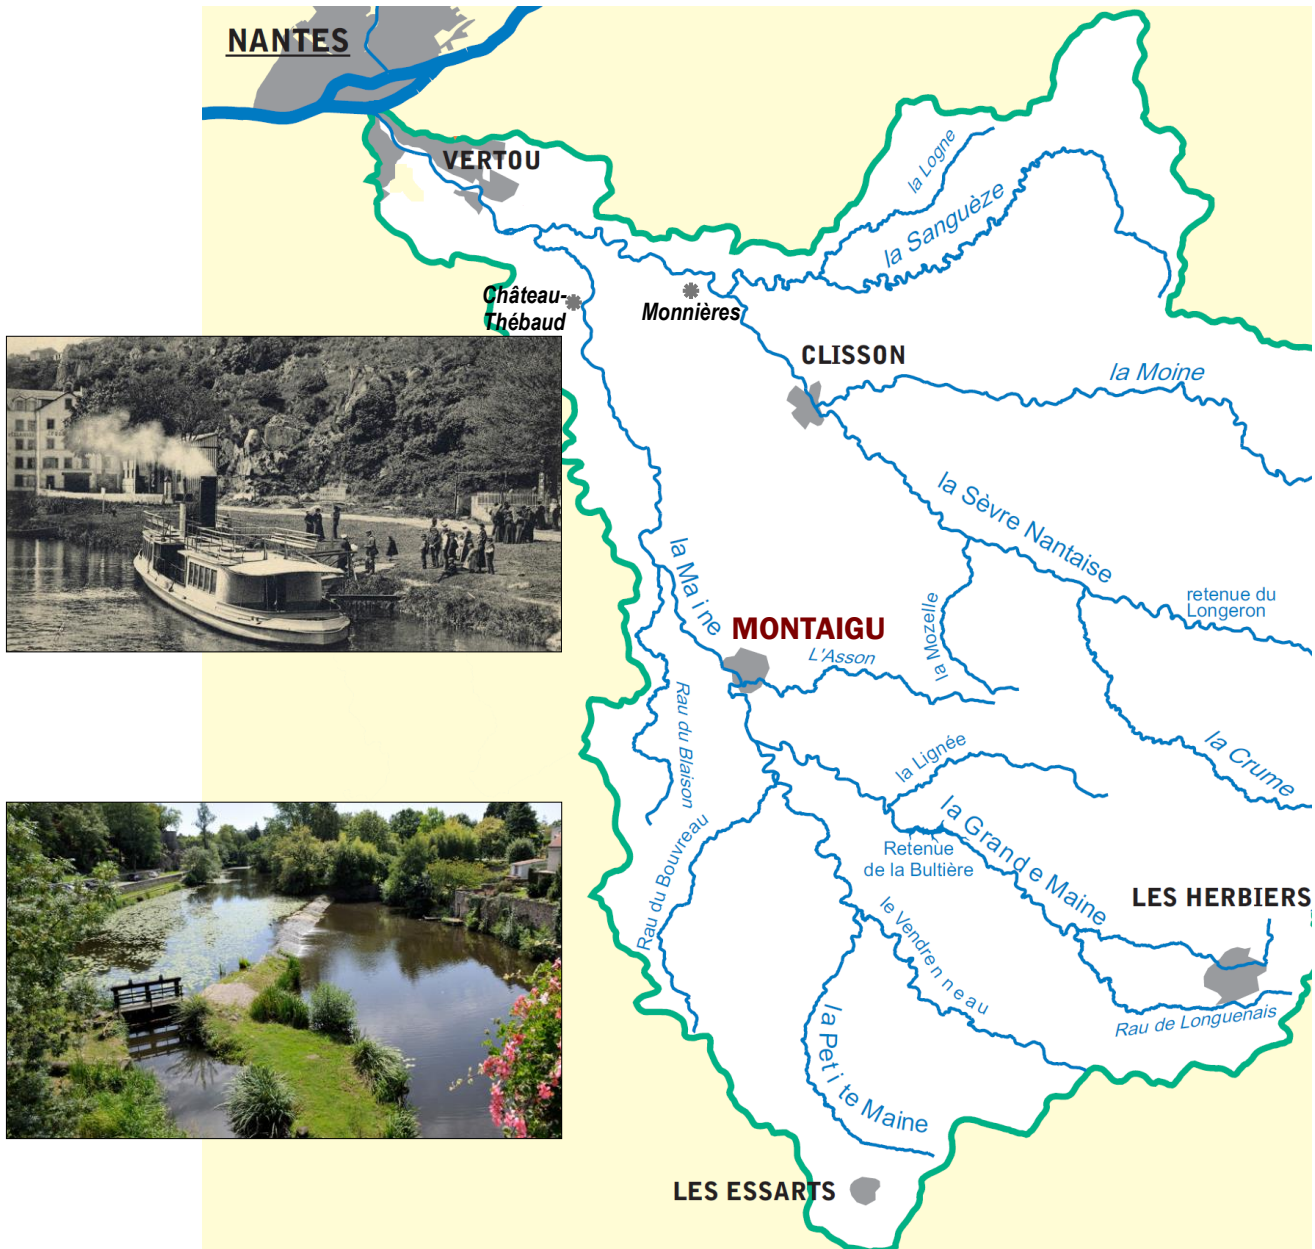 NANTES
VERTOU
la Logne
la Sanguèze
Château-
Thébaud
Monnières
CLISSON
la Moine
la Sèvre Nantaise
la Maine
MONTAIGU
L'Asson
la Mozelle
retenue du
Longeron
Rau du Blaison
la Lignée
la Crume
Rau du Bouvreau
Retenue
de la Bultière
la Grande Maine
LES HERBIERS
le Vendrenneau
Rau de Longuenais
la Petite Maine
LES ESSARTS